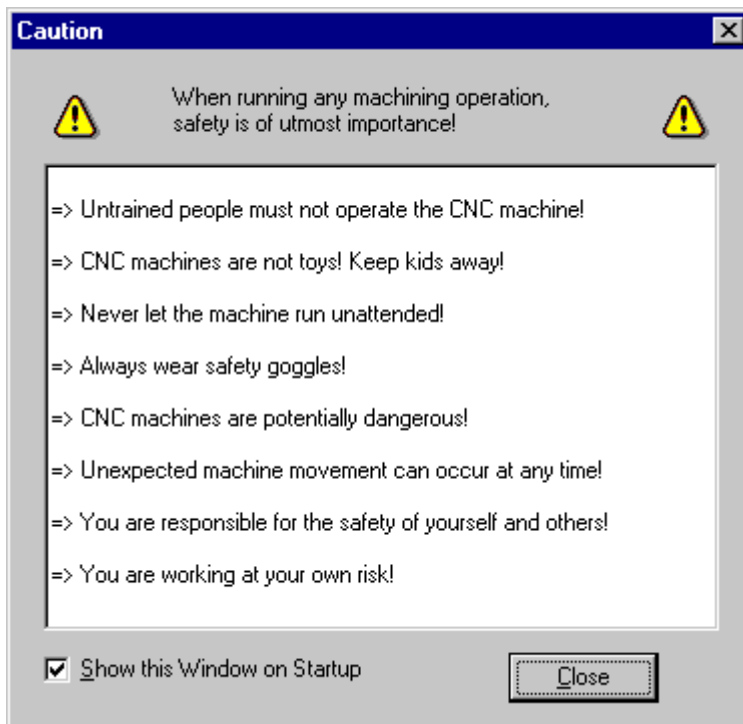 Caution
When running any machining operation,
safety is of utmost importance!
=> Untrained people must not operate the CNC machine!
=> CNC machines are not toys! Keep kids away!
=> Never let the machine run unattended!
=> Always wear safety goggles!
=> CNC machines are potentially dangerous!
=> Unexpected machine movement can occur at any time!
=> You are responsible for the safety of yourself and others!
=> You are working at your own risk!
Show this Window on Startup
Close